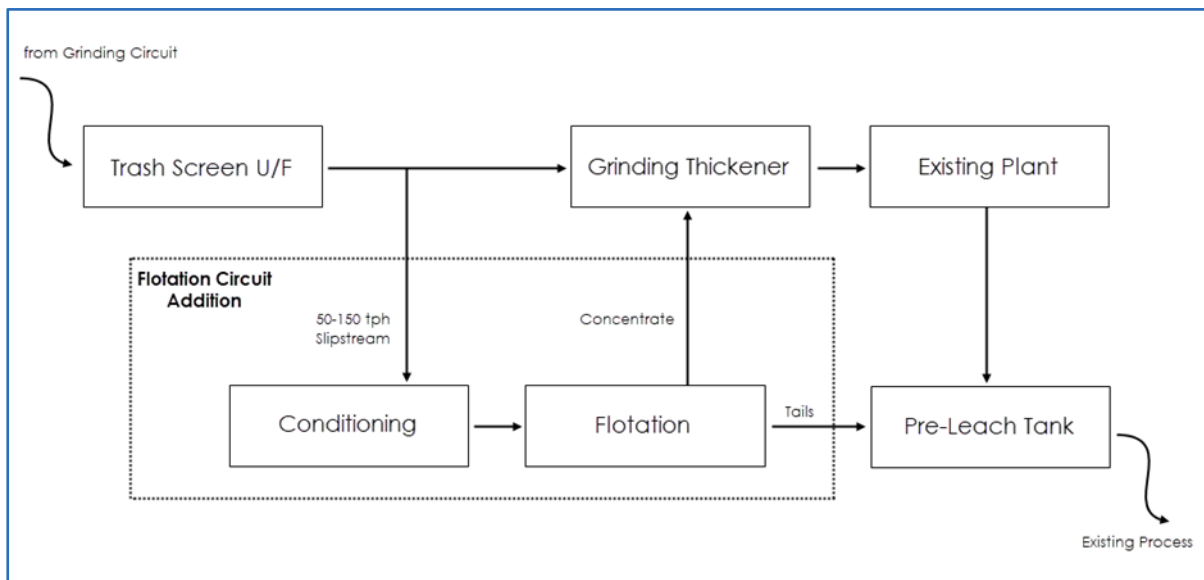 from Grinding Circuit
Trash Screen U/F
Grinding Thickener
Existing Plant
Flotation Circuit
Addition
50-150 tph
Slipstream
Concentrate
Conditioning
Flotation
Tails
Pre-Leach Tank
Existing Process